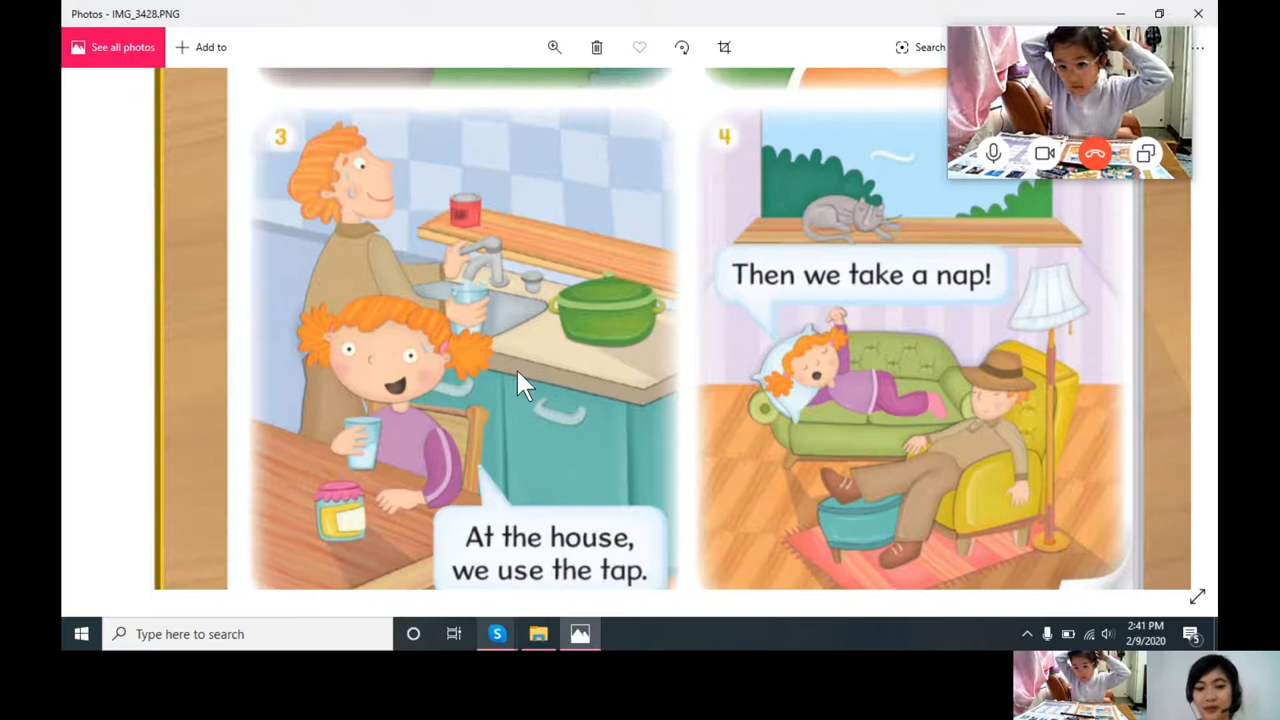 Photos - IMG_3428.PNG
See all photos
Add to
Search
3
4
Then we take a nap!
At the house,
we use the tap.
Type here to search
2:41 PM
2/9/2020
5